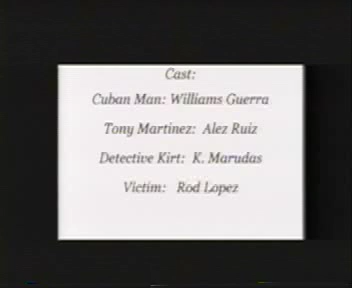 Cast:
Cuban Man: Williams Guerra
Tony Martinez: Alez Ruiz
Detective Kirt: K. Marudas
Victim: Rod Lopez